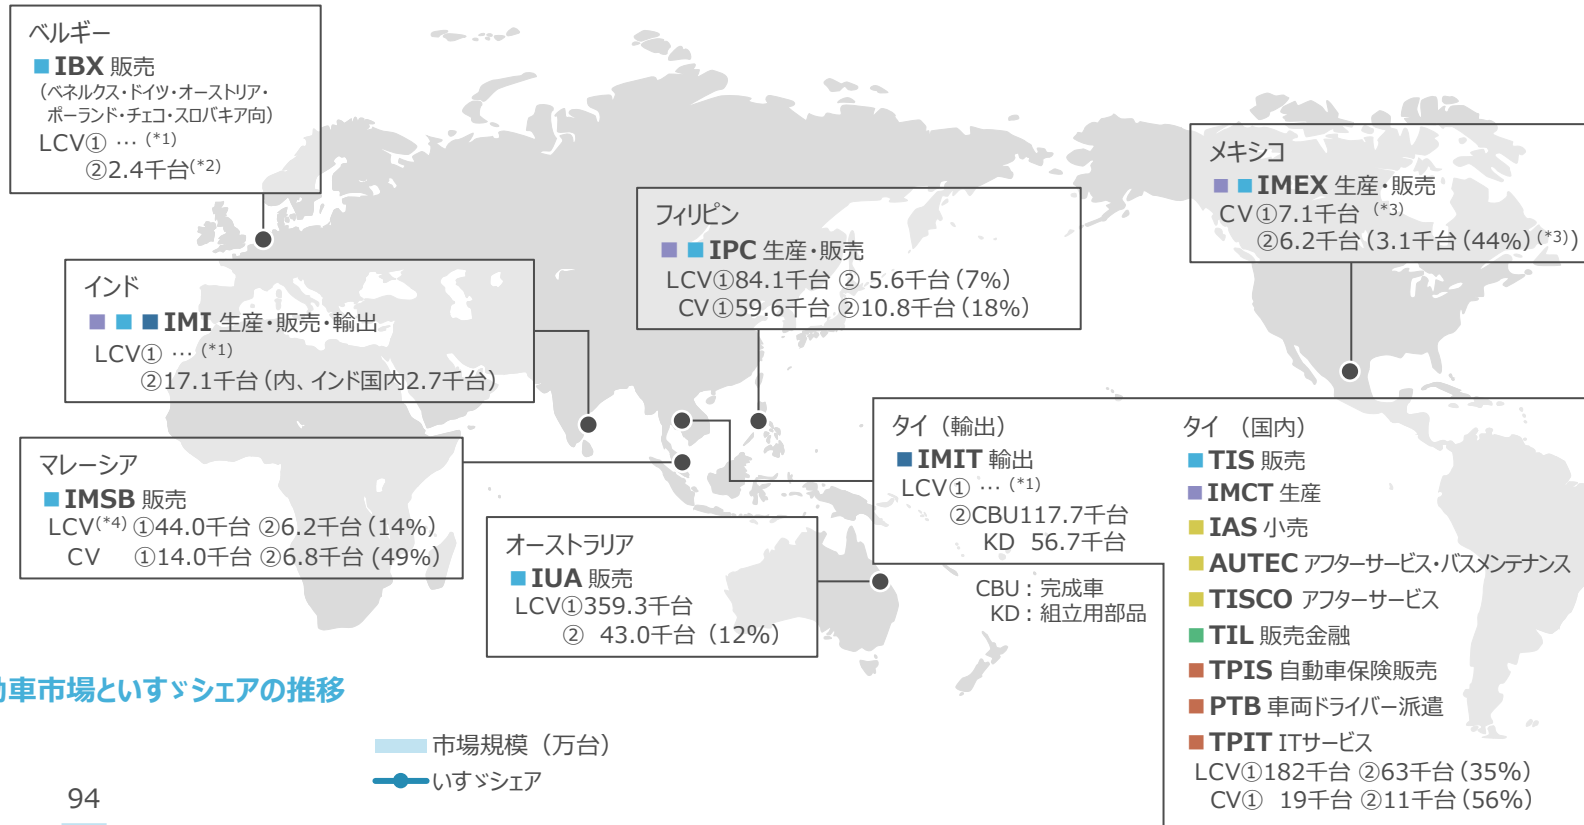 ベルギー
■IBX 販売
（ベネルクス・ドイツ・オーストリア・
ポーランド・チェコ・スロバキア向）
LCV① … (*1)
②2.4千台(*2)
インド
■ ■ ■ IMI 生産・販売・輸出
LCV① … (*1)
②17.1千台（内、インド国内2.7千台）
マレーシア
■IMSB 販売
LCV(*4) ①44.0千台 ②6.2千台（14%）
CV ①14.0千台 ②6.8千台（49%）
フィリピン
■ ■ IPC 生産・販売
LCV①84.1千台 ② 5.6千台（7%）
CV①59.6千台 ②10.8千台（18%）
オーストラリア
■IUA 販売
LCV①359.3千台
② 43.0千台（12%）
メキシコ
■ ■ IMEX 生産・販売
CV①7.1千台 (*3)
②6.2千台（3.1千台（44%）(*3)）
タイ（輸出）
■IMIT 輸出
LCV① … (*1)
②CBU117.7千台
KD 56.7千台
CBU：完成車
KD：組立用部品
タイ （国内）
■TIS 販売
■IMCT 生産
■IAS 小売
■AUTEC アフターサービス・バスメンテナンス
■TISCO アフターサービス
■TIL 販売金融
■TPIS 自動車保険販売
■PTB 車両ドライバー派遣
■TPIT ITサービス
LCV①182千台 ②63千台（35%）
CV① 19千台 ②11千台（56%）
動車市場といすゞシェアの推移
市場規模（万台）
いすゞシェア
94